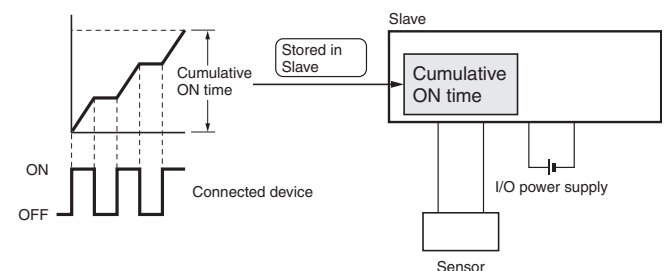 Slave
Stored in
Slave
Cumulative
ON time
Cumulative
ON time
ON
OFF
Connected device
I/O power supply
Sensor